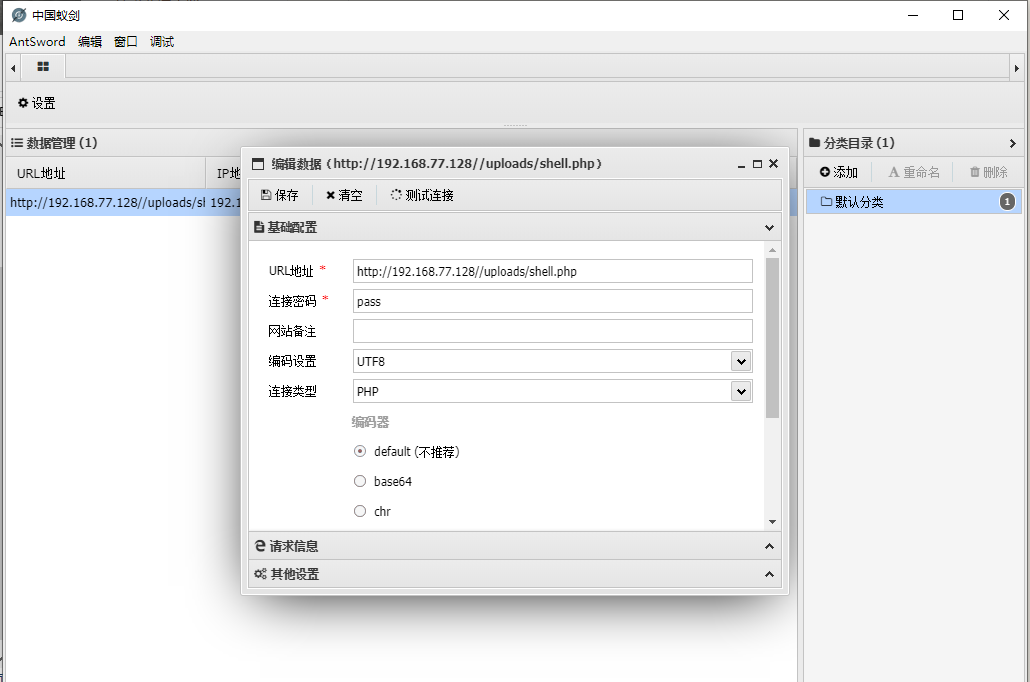 中国蚁剑
AntSword 编辑 窗口 调试
设置
数据管理 (1)
分类目录 (1)
URL地址 IP地
添加 重命名 删除
http://192.168.77.128//uploads/sh 192.1
默认分类 1
编辑数据 (http://192.168.77.128//uploads/shell.php)
保存 清空 测试连接
基础配置
URL地址 * http://192.168.77.128//uploads/shell.php
连接密码 * pass
网站备注
编码设置 UTF8
连接类型 PHP
编码器
default (不推荐)
base64
chr
请求信息
其他设置